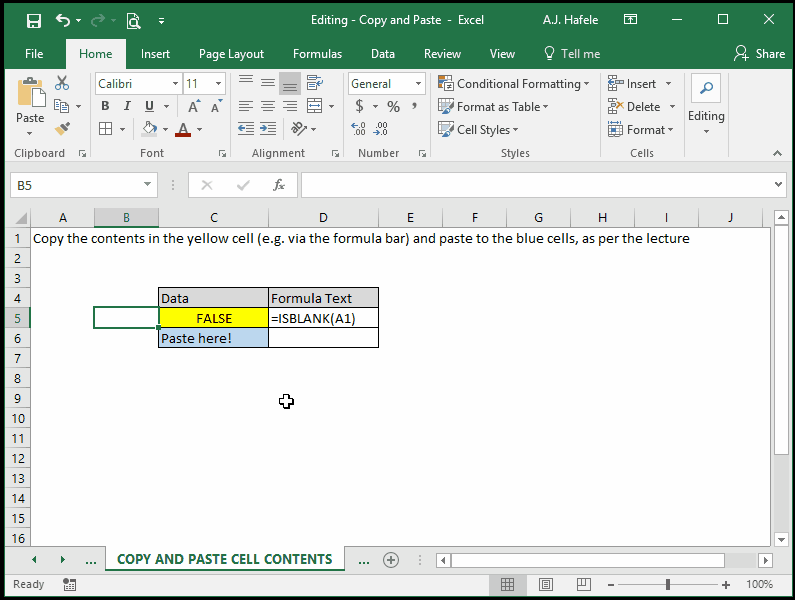 Editing - Copy and Paste - Excel
A.J. Hafele
File Home Insert Page Layout Formulas Data Review View Tell me Share
Calibri 11 General Conditional Formatting Insert
Paste B I U A A $ % , Format as Table Delete Editing
A .00 .0 Cell Styles Format
Clipboard Font Alignment Number Styles Cells
B5 fx
A B C D E F G H I J
1 Copy the contents in the yellow cell (e.g. via the formula bar) and paste to the blue cells, as per the lecture
2
3
4 Data Formula Text
5 FALSE =ISBLANK(A1)
6 Paste here!
7
8
9
10
11
12
13
14
15
16
... COPY AND PASTE CELL CONTENTS ...
Ready 100%